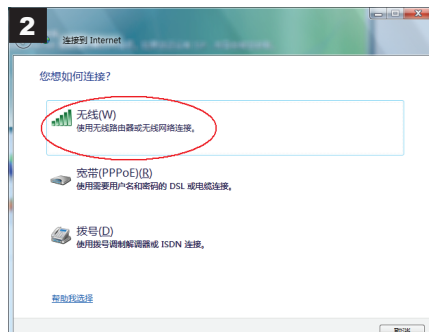 2
连接到 Internet
您想如何连接?
无线(W)
使用无线路由器或无线网络连接。
宽带(PPPoE)(R)
使用需要用户名和密码的 DSL 或电缆连接。
拨号(D)
使用拨号调制解调器或 ISDN 连接。
帮助我选择
取消